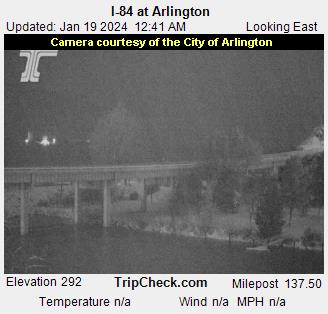 I-84 at Arlington
Updated: Jan 19 2024 12:41 AM Looking East
Camera courtesy of the City of Arlington
Elevation 292 TripCheck.com Milepost 137.50
Temperature n/a Wind n/a MPH n/a